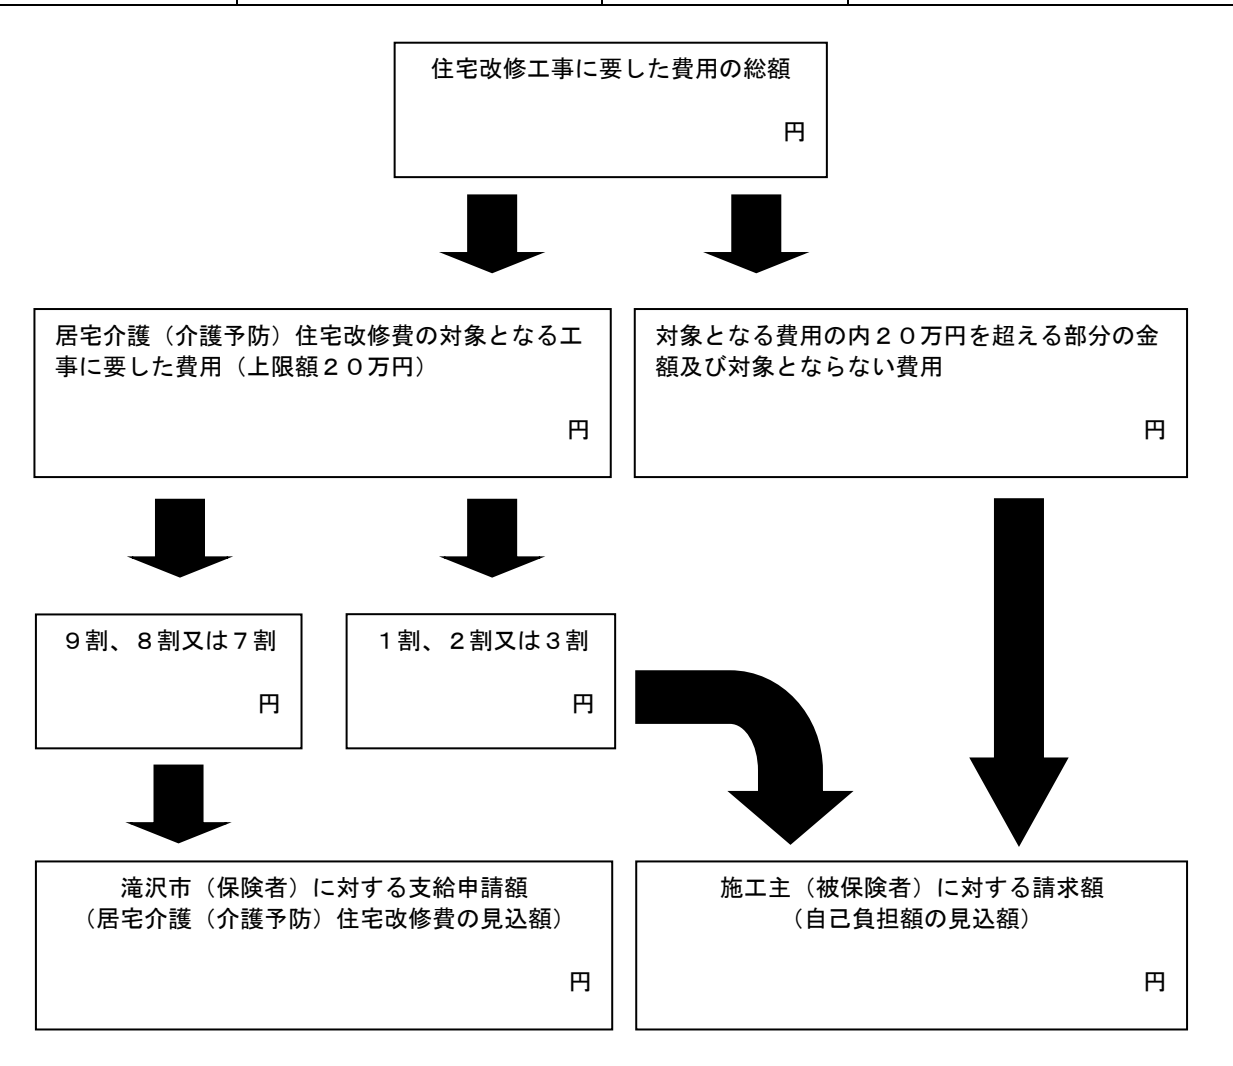 住宅改修工事に要した費用の総額
円
居宅介護（介護予防）住宅改修費の対象となる工
事に要した費用（上限額２０万円）
円
対象となる費用の内２０万円を超える部分の金
額及び対象とならない費用
円
９割、８割又は７割
円
１割、２割又は３割
円
滝沢市（保険者）に対する支給申請額
（居宅介護（介護予防）住宅改修費の見込額）
円
施工主（被保険者）に対する請求額
（自己負担額の見込額）
円